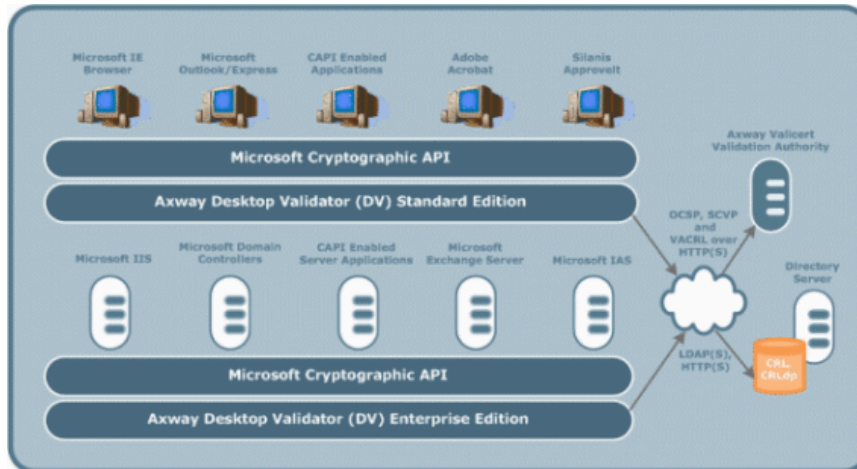 Microsoft IE
Browser
Microsoft
Outlook/Express
CAPI Enabled
Applications
Adobe
Acrobat
Silanis
ApproveIt
Microsoft Cryptographic API
Axway Desktop Validator (DV) Standard Edition
Axway Valicert
Validation Authority
OCSP, SCVP
and
VACRL over
HTTP(S)
Microsoft IIS
Microsoft Domain
Controllers
CAPI Enabled
Server Applications
Microsoft
Exchange Server
Microsoft IAS
Directory
Server
LDAP(S),
HTTP(S)
CRL,
CRLdp
Microsoft Cryptographic API
Axway Desktop Validator (DV) Enterprise Edition